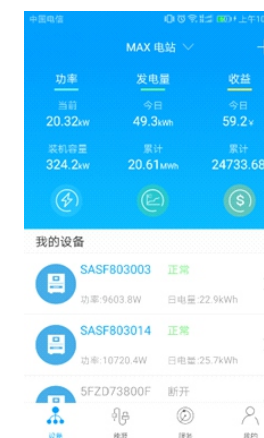 中国电信 上午10
MAX 电站
功率 发电量 收益
当前 今日 今日
20.32kW 49.3kWh 59.2¥
装机容量 累计 累计
324.2kW 20.61MWh 24733.68
$
我的设备
SASF803003 正常
功率:9603.8W 日电量:22.9kWh
SASF803014 正常
功率:10720.4W 日电量:25.7kWh
5FZD73800F 断开